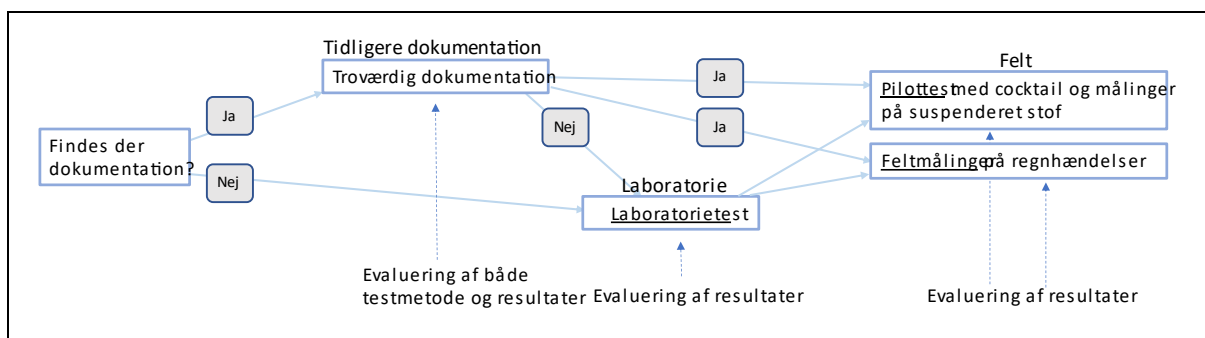 Tidligere dokumentation
Troværdig dokumentation
Ja
Felt
Pilottest med cocktail og målinger
på suspenderet stof
Ja
Nej
Ja
Findes der
dokumentation?
Feltmålinger på regnhændelser
Nej
Laboratorie
Laboratorietest
Evaluering af både
testmetode og resultater
Evaluering af resultater
Evaluering af resultater